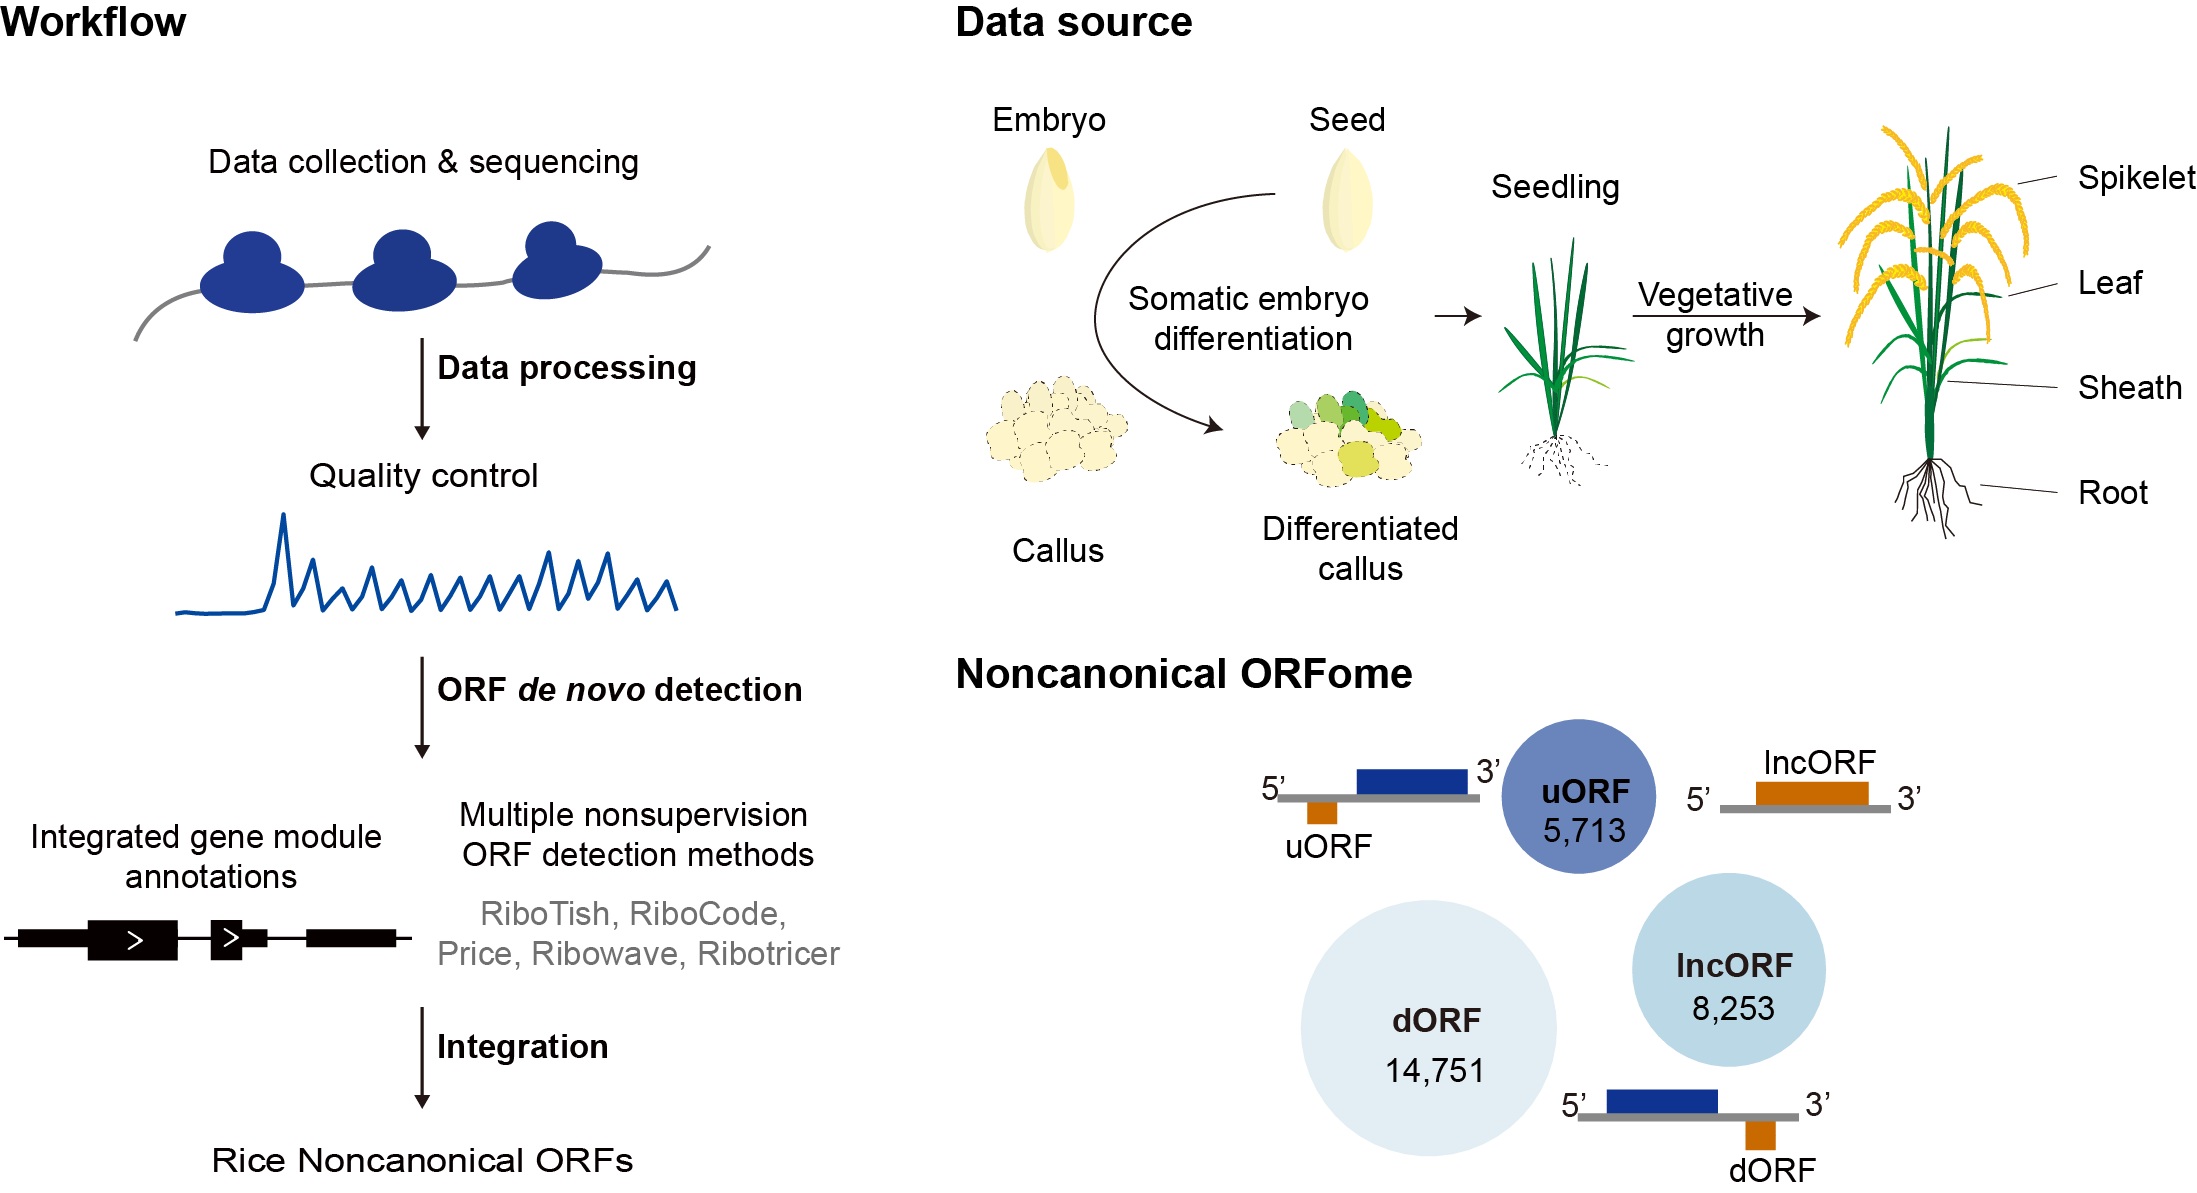 Workflow
Data collection & sequencing
Data processing
Quality control
ORF de novo detection
Integrated gene module
annotations
Multiple nonsupervision
ORF detection methods
RiboTish, RiboCode,
Price, Ribowave, Ribotricer
Integration
Rice Noncanonical ORFs
Data source
Embryo
Seed
Seedling
Somatic embryo
differentiation
Vegetative
growth
Callus
Differentiated
callus
Spikelet
Leaf
Sheath
Root
Noncanonical ORFome
5’
3’
uORF
uORF
5,713
lncORF
5’
3’
lncORF
8,253
dORF
14,751
5’
3’
dORF